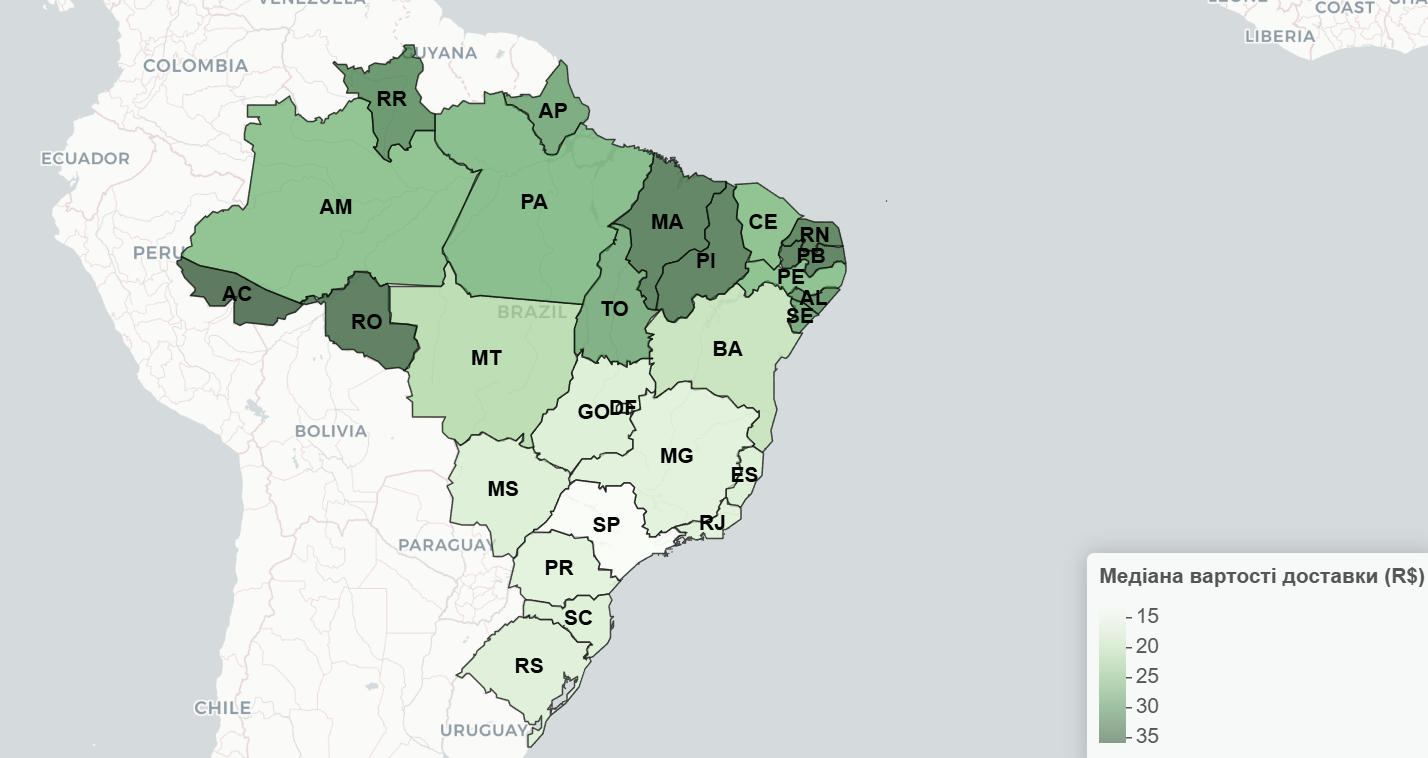 VENEZUELA
LEONE
COAST
GHA
LIBERIA
GUYANA
COLOMBIA
RR
AP
ECUADOR
AM
PA
MA
CE
RN
PERU
PB
PI
PE
AC
AL
TO
BRAZIL
SE
RO
BA
MT
GO
DF
BOLIVIA
MG
ES
MS
RJ
SP
PARAGUAY
PR
Медіана вартості доставки (R$)
15
20
25
30
35
SC
RS
CHILE
URUGUAY